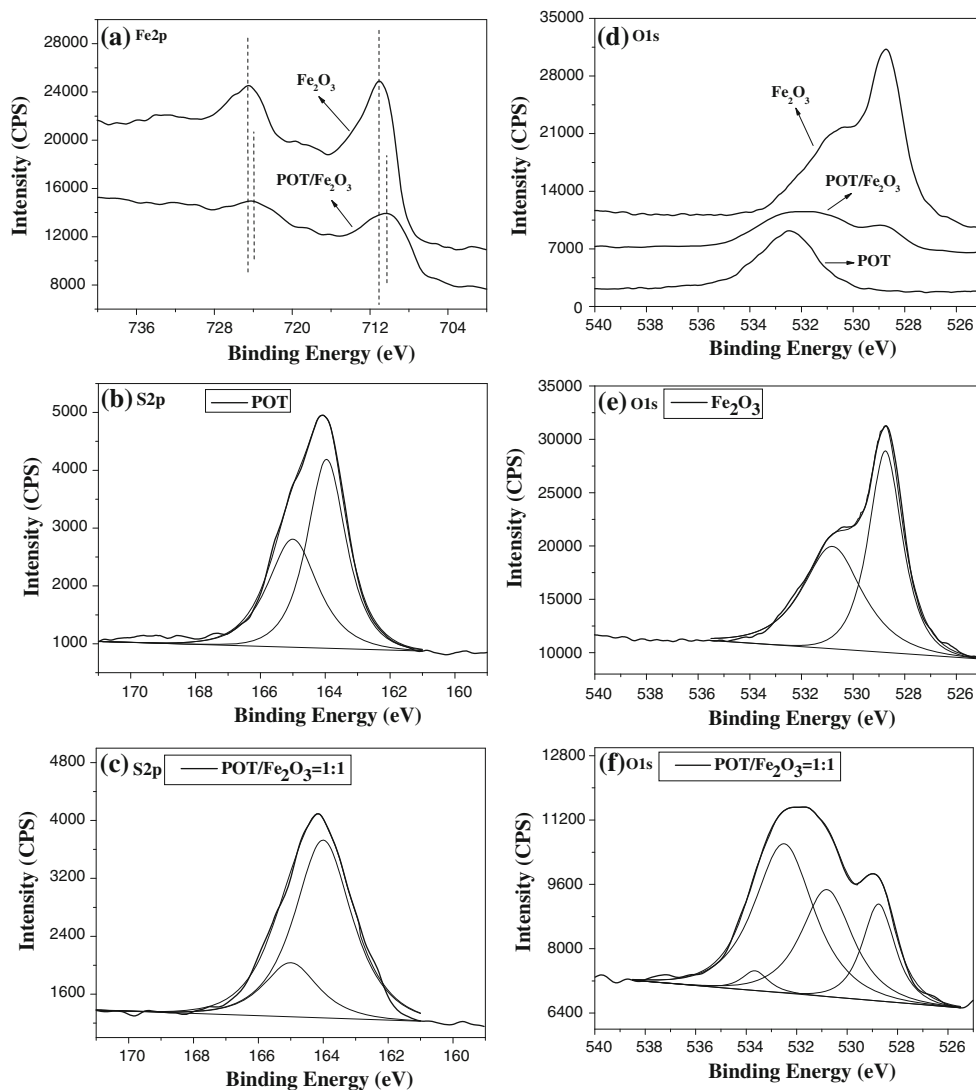 (a) Fe2p
Intensity (CPS)
28000
24000
20000
16000
12000
8000
Fe₂O₃
POT/Fe₂O₃
736 728 720 712 704
Binding Energy (eV)
(d) O1s
Intensity (CPS)
35000
28000
21000
14000
7000
0
Fe₂O₃
POT/Fe₂O₃
POT
540 538 536 534 532 530 528 526
Binding Energy (eV)
(b) S2p
POT
Intensity (CPS)
5000
4000
3000
2000
1000
170 168 166 164 162 160
Binding Energy (eV)
(e) O1s
Fe₂O₃
Intensity (CPS)
35000
30000
25000
20000
15000
10000
540 538 536 534 532 530 528 526
Binding Energy (eV)
(c) S2p
POT/Fe₂O₃=1:1
Intensity (CPS)
4800
4000
3200
2400
1600
170 168 166 164 162 160
Binding Energy (eV)
(f) O1s
POT/Fe₂O₃=1:1
Intensity (CPS)
12800
11200
9600
8000
6400
540 538 536 534 532 530 528 526
Binding Energy (eV)